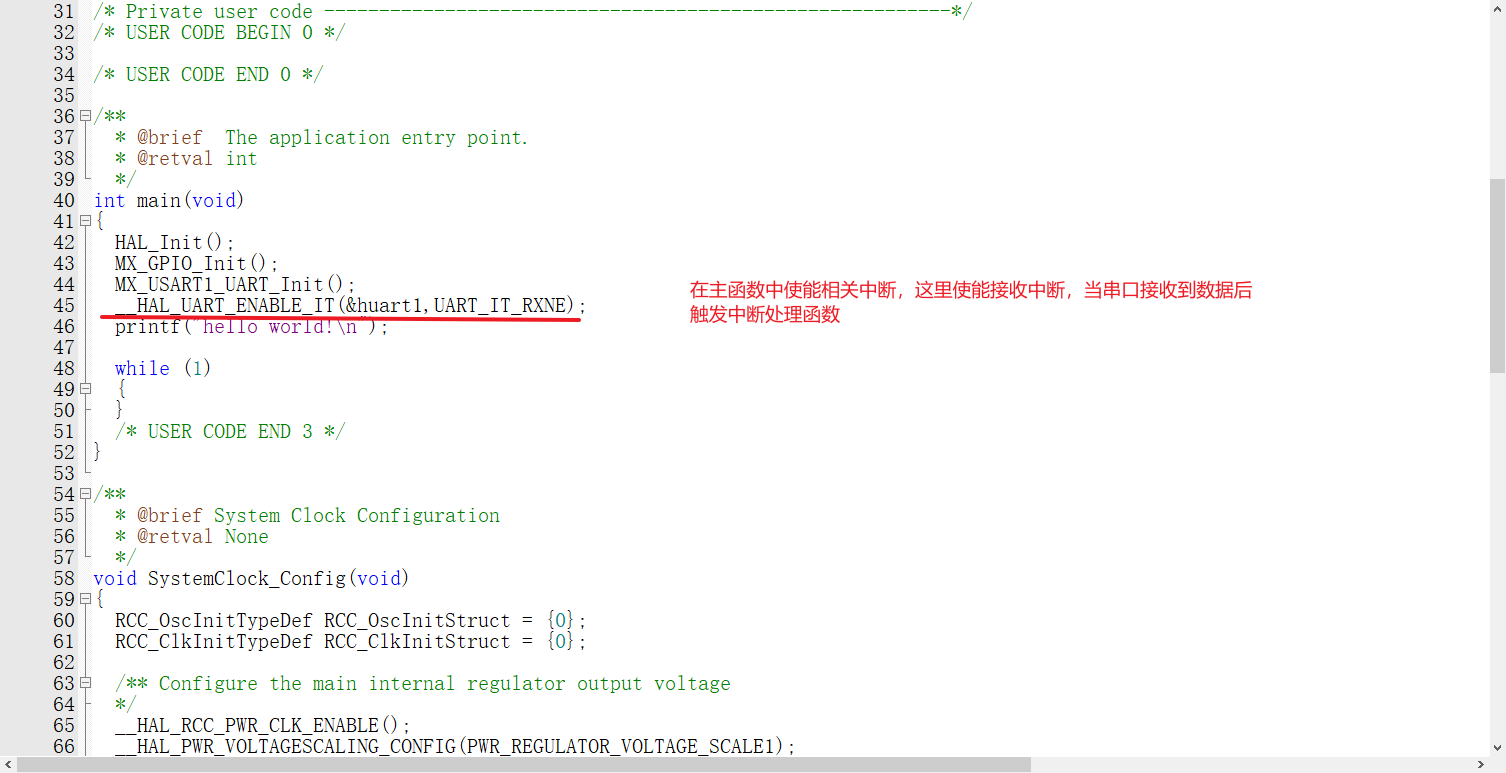 31 /* Private user code ---------------------------------------------------------*/
32 /* USER CODE BEGIN 0 */
33
34 /* USER CODE END 0 */
35
36 /**
37   * @brief  The application entry point.
38   * @retval int
39   */
40 int main(void)
41 {
42   HAL_Init();
43   MX_GPIO_Init();
44   MX_USART1_UART_Init();
45   __HAL_UART_ENABLE_IT(&huart1,UART_IT_RXNE);
在主函数中使能相关中断，这里使能接收中断，当串口接收到数据后
触发中断处理函数
46   printf("hello world!\n");
47
48   while (1)
49   {
50   }
51   /* USER CODE END 3 */
52 }
53
54 /**
55   * @brief System Clock Configuration
56   * @retval None
57   */
58 void SystemClock_Config(void)
59 {
60   RCC_OscInitTypeDef RCC_OscInitStruct = {0};
61   RCC_ClkInitTypeDef RCC_ClkInitStruct = {0};
62
63   /** Configure the main internal regulator output voltage
64   */
65   __HAL_RCC_PWR_CLK_ENABLE();
66   __HAL_PWR_VOLTAGESCALING_CONFIG(PWR_REGULATOR_VOLTAGE_SCALE1);